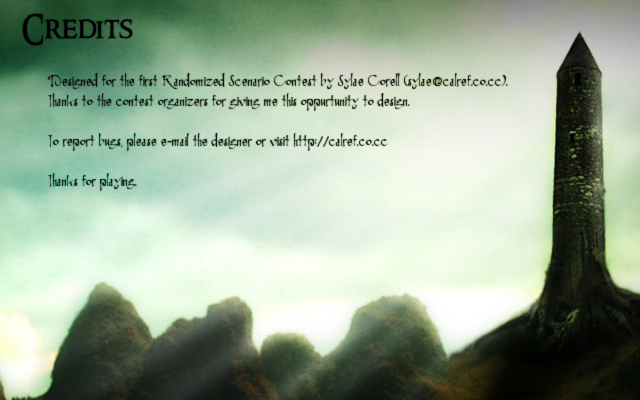 Credits
Designed for the first Randomized Scenario Contest by Sylae Corell (sylae@calref.co.cc).
Thanks to the contest organizers for giving me this oppurtunity to design.
To report bugs, please e-mail the designer or visit http://calref.co.cc
Thanks for playing.